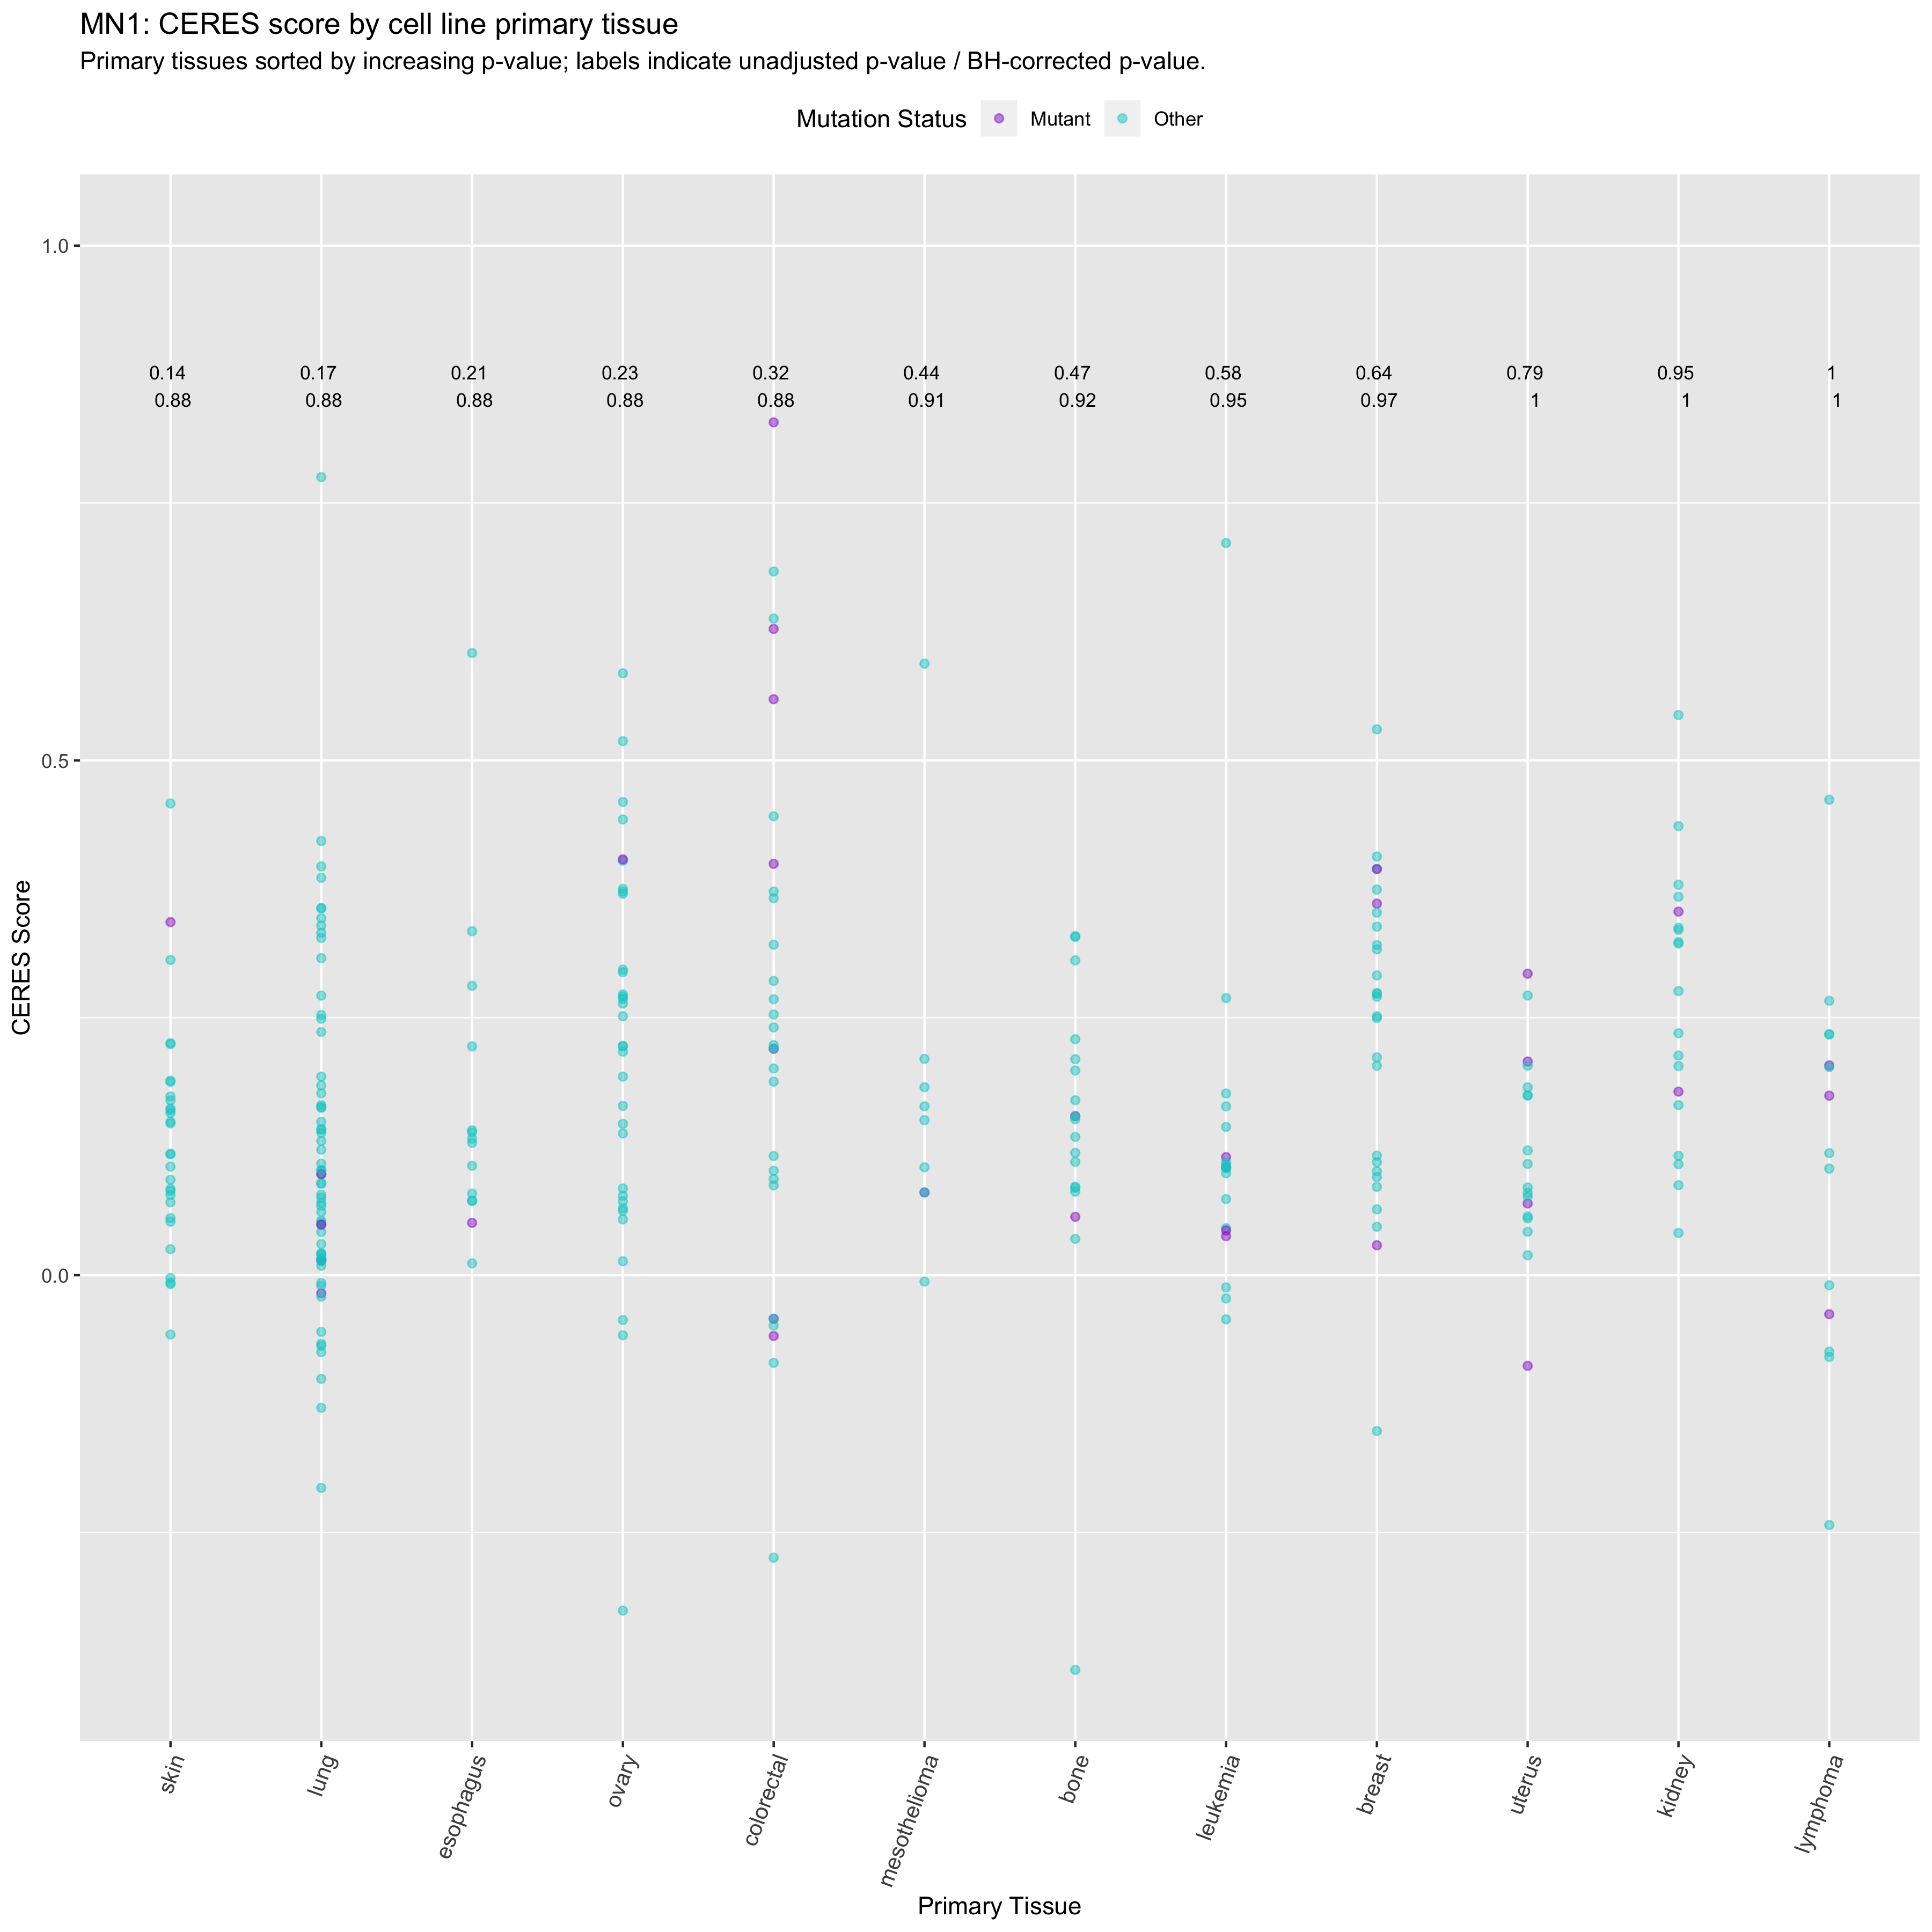 MN1: CERES score by cell line primary tissue
Primary tissues sorted by increasing p-value; labels indicate unadjusted p-value / BH-corrected p-value.
Mutation Status Mutant Other
1.0
0.14 0.17 0.21 0.23 0.32 0.44 0.47 0.58 0.64 0.79 0.95 1
0.88 0.88 0.88 0.88 0.88 0.91 0.92 0.95 0.97 1 1 1
0.5
CERES Score
0.0
skin lung esophagus ovary colorectal mesothelioma bone leukemia breast uterus kidney lymphoma
Primary Tissue